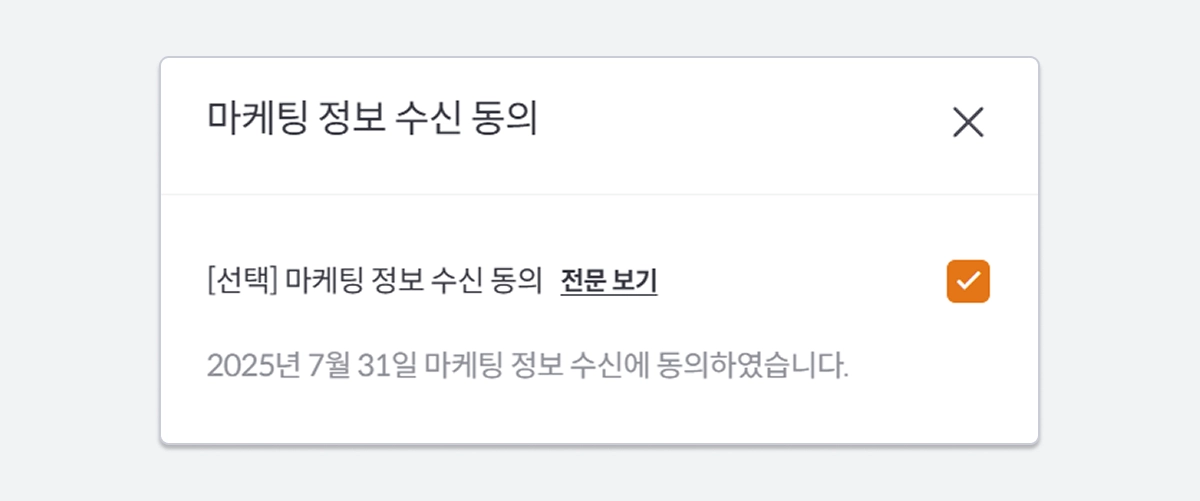 마케팅 정보 수신 동의
[선택] 마케팅 정보 수신 동의 전문 보기
2025년 7월 31일 마케팅 정보 수신에 동의하였습니다.